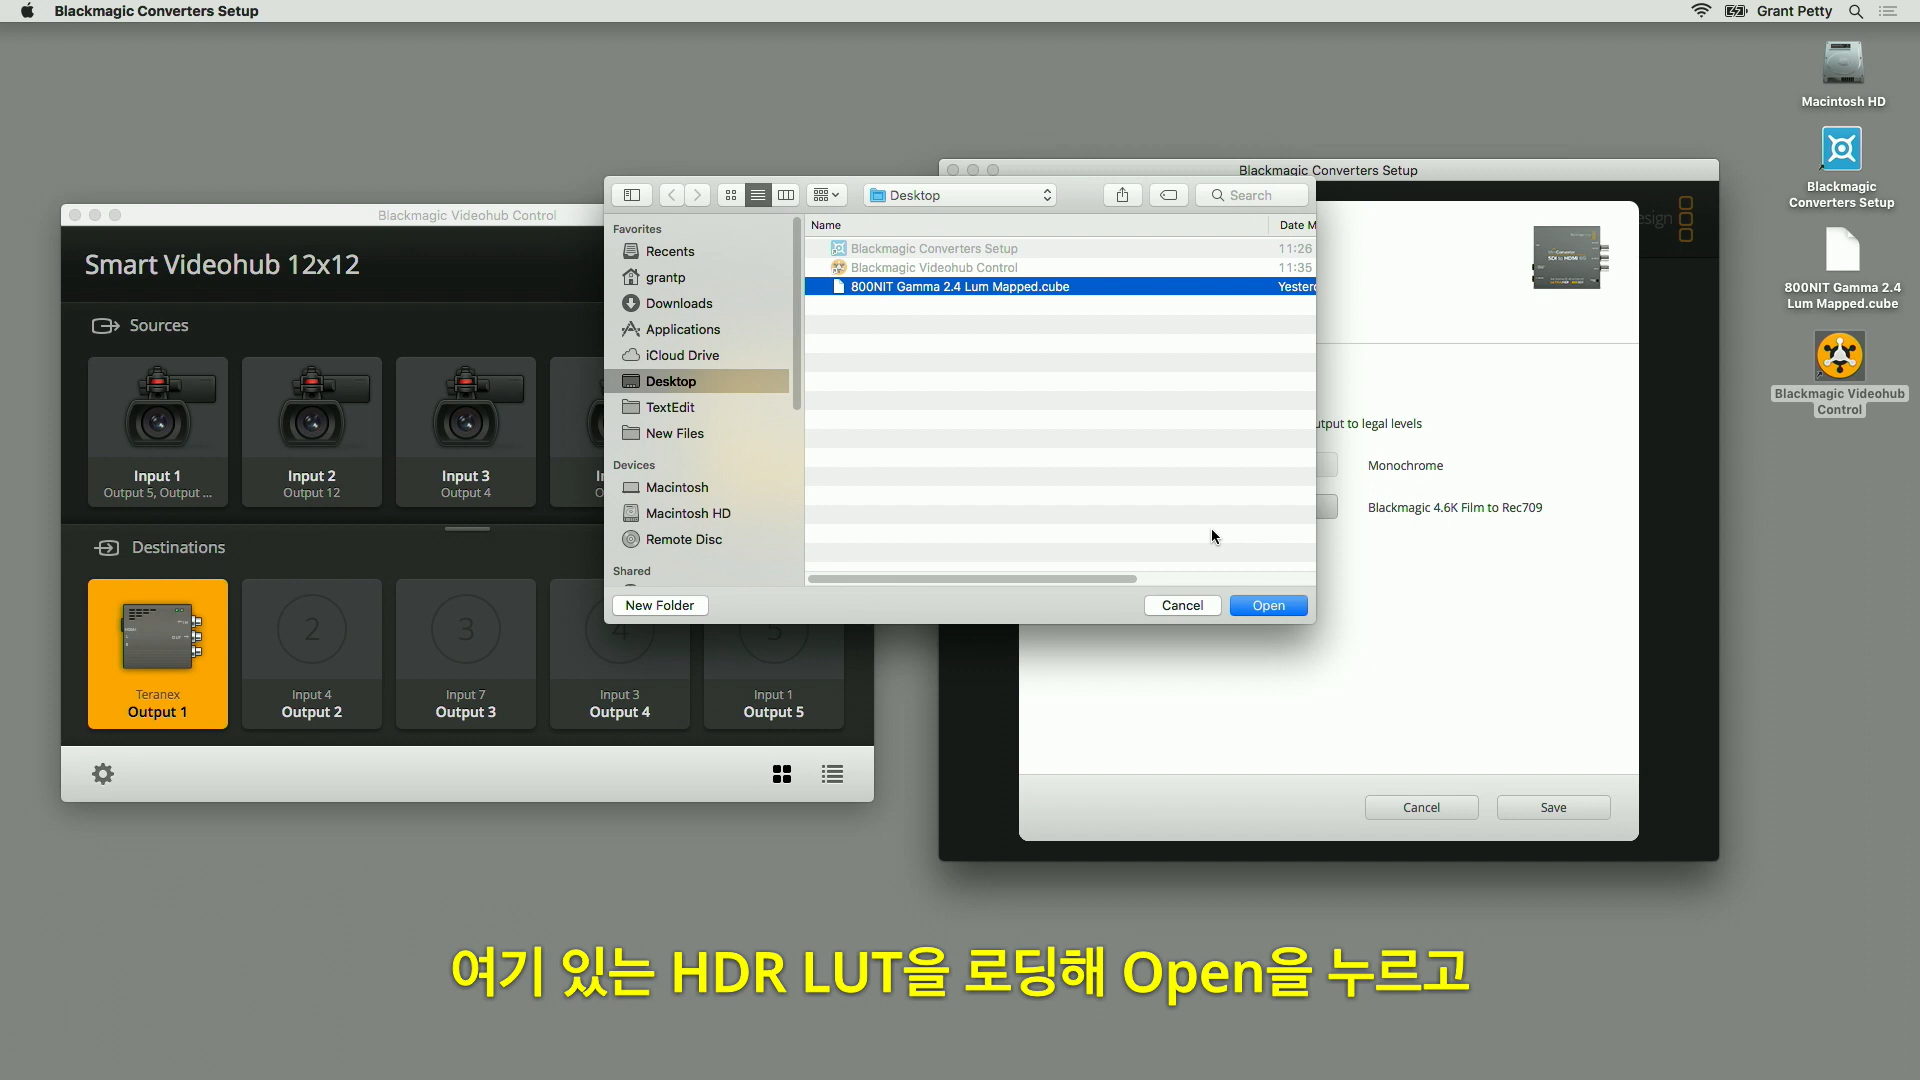 Blackmagic Converters Setup
Grant Petty
Macintosh HD
Blackmagic
Converters Setup
800NIT Gamma 2.4
Lum Mapped.cube
Blackmagic Videohub
Control
Blackmagic Videohub Control
Smart Videohub 12x12
Sources
Input 1
Output 5, Output ...
Input 2
Output 12
Input 3
Output 4
Destinations
Teranex
Output 1
2
Input 4
Output 2
3
Input 7
Output 3
4
Input 3
Output 4
5
Input 1
Output 5
Desktop
Search
Favorites
Recents
grantp
Downloads
Applications
iCloud Drive
Desktop
TextEdit
New Files
Devices
Macintosh
Macintosh HD
Remote Disc
Shared
Name
Date M
Blackmagic Converters Setup
11:26
Blackmagic Videohub Control
11:35
800NIT Gamma 2.4 Lum Mapped.cube
New Folder
Cancel
Open
Blackmagic Converters Setup
to legal levels
Monochrome
Blackmagic 4.6K Film to Rec709
Cancel
Save
여기 있는 HDR LUT을 로딩해 Open을 누르고